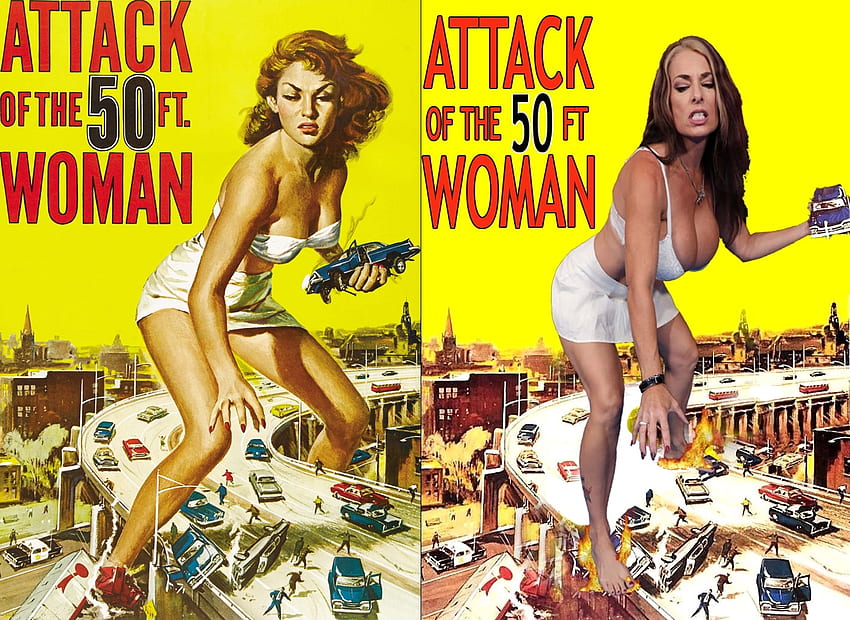 ATTACK
OF THE 50 FT.
WOMAN
ATTACK
OF THE 50 FT
WOMAN